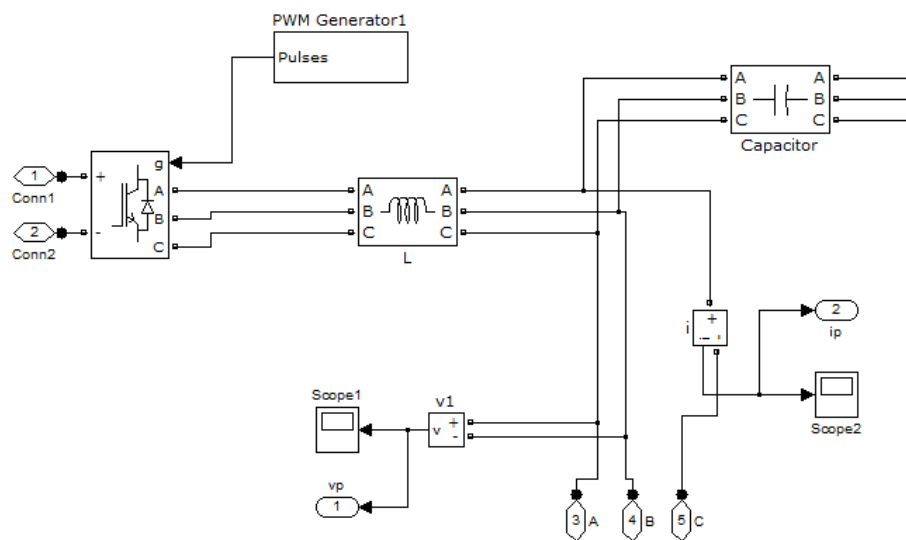 PWM Generator1
Pulses
A
B
C
A
B
C
Capacitor
1
Conn1
2
Conn2
+
-
g
A
B
C
A
B
C
A
B
C
L
i
+
-
i
2
ip
Scope2
Scope1
v1
v
+
-
vp
1
3
A
4
B
5
C